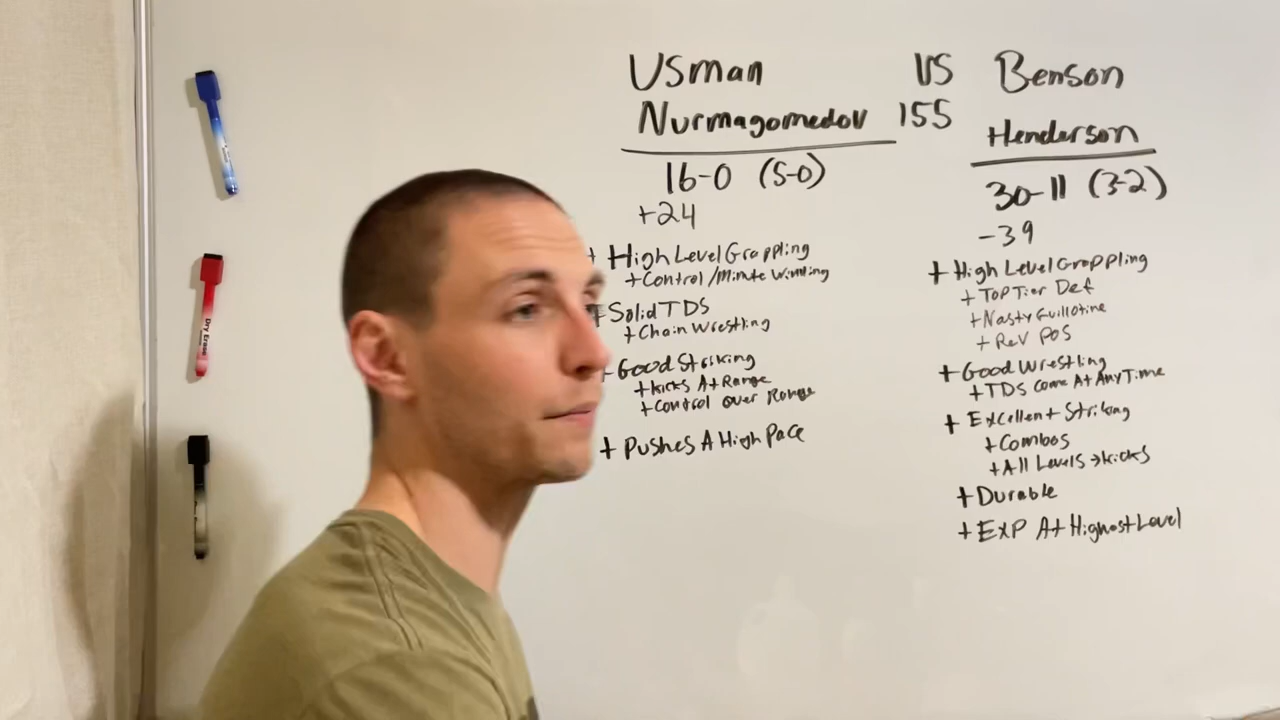 Usman VS Benson
Nurmagomedov 155 Henderson
16-0 (5-0)
+24
+ High Level Grappling
+Control/Minute Winning
+Solid TDS
+Chain Wrestling
+Good Striking
+Kicks At Range
+Control Over Range
+ Pushes A High Pace
30-11 (3-2)
-39
+ High Level Grappling
+ Top Tier Def
+Nasty Guillotine
+ Rev POS
+Good Wrestling
+TDS Come At Any Time
+ Excellent Striking
+Combos
+All Levels → kicks
+Durable
+EXP At Highest Level
Dry Erase